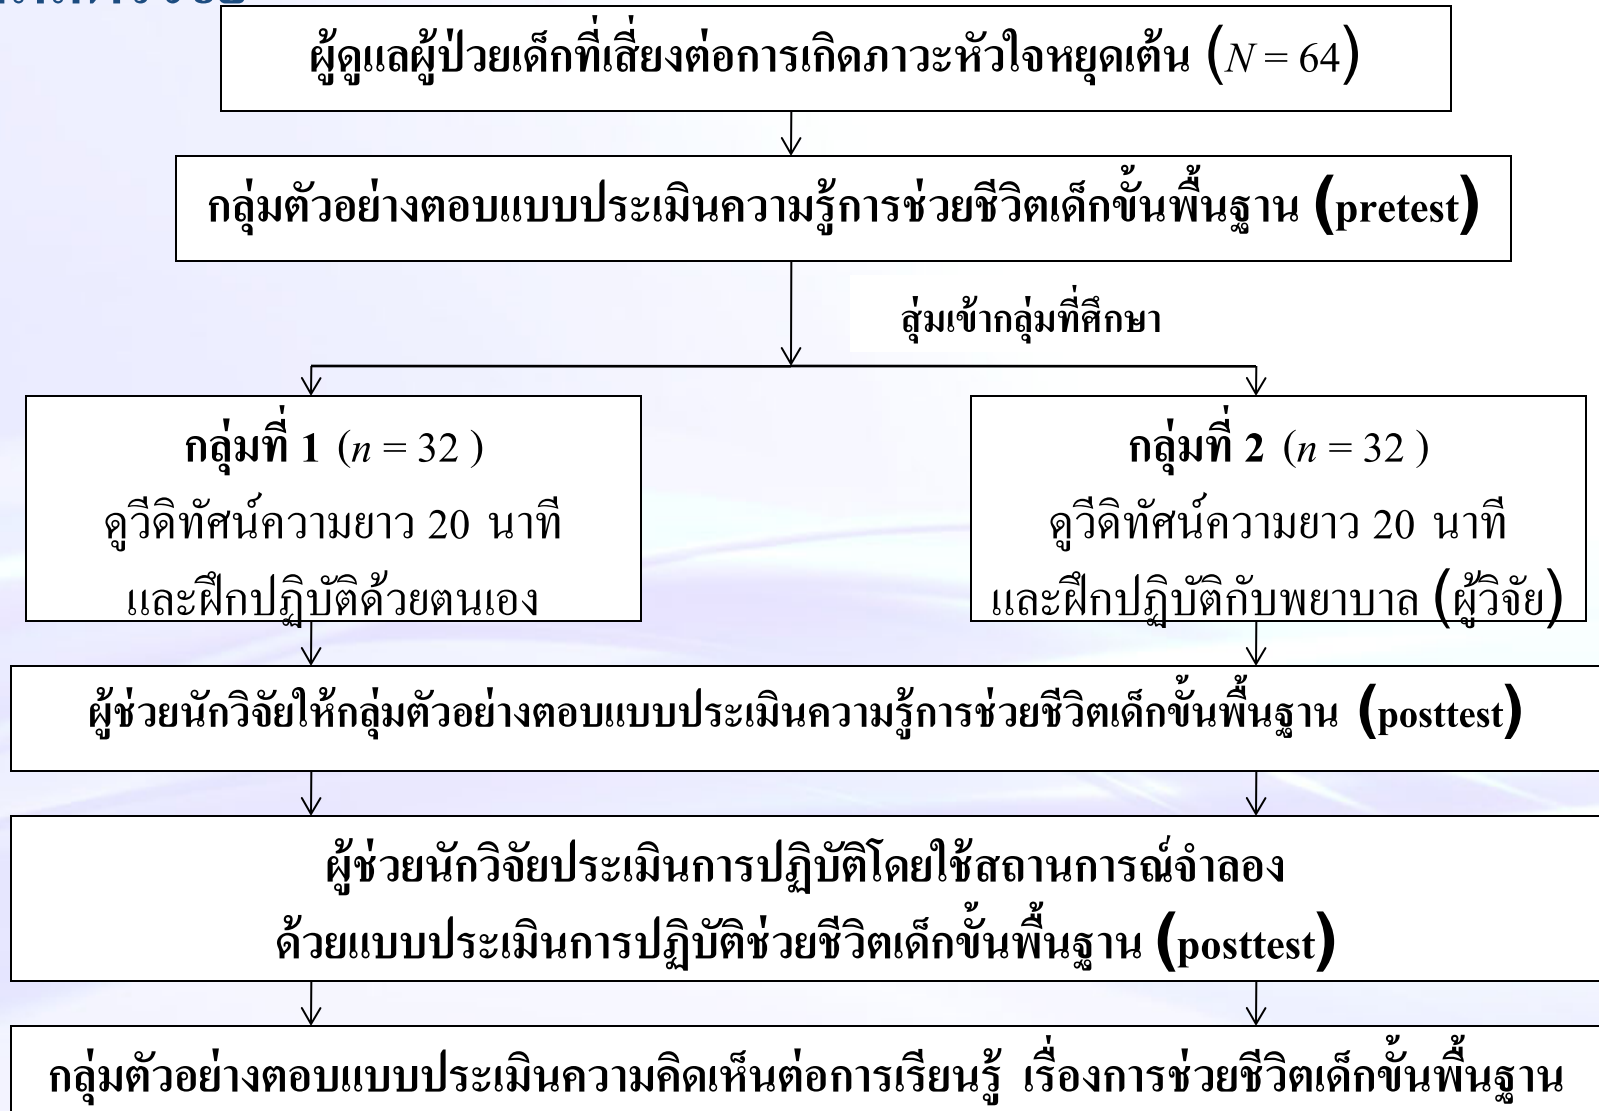 ผู้ดูแลผู้ป่วยเด็กที่เสี่ยงต่อการเกิดภาวะหัวใจหยุดเต้น (N = 64)
กลุ่มตัวอย่างตอบแบบประเมินความรู้การช่วยชีวิตเด็กขั้นพื้นฐาน (pretest)
สุ่มเข้ากลุ่มที่ศึกษา
กลุ่มที่ 1 (n = 32 )
ดูวีดิทัศน์ความยาว 20 นาที
และฝึกปฏิบัติด้วยตนเอง
กลุ่มที่ 2 (n = 32 )
ดูวีดิทัศน์ความยาว 20 นาที
และฝึกปฏิบัติกับพยาบาล (ผู้วิจัย)
ผู้ช่วยนักวิจัยให้กลุ่มตัวอย่างตอบแบบประเมินความรู้การช่วยชีวิตเด็กขั้นพื้นฐาน (posttest)
ผู้ช่วยนักวิจัยประเมินการปฏิบัติโดยใช้สถานการณ์จำลอง
ด้วยแบบประเมินการปฏิบัติช่วยชีวิตเด็กขั้นพื้นฐาน (posttest)
กลุ่มตัวอย่างตอบแบบประเมินความคิดเห็นต่อการเรียนรู้ เรื่องการช่วยชีวิตเด็กขั้นพื้นฐาน